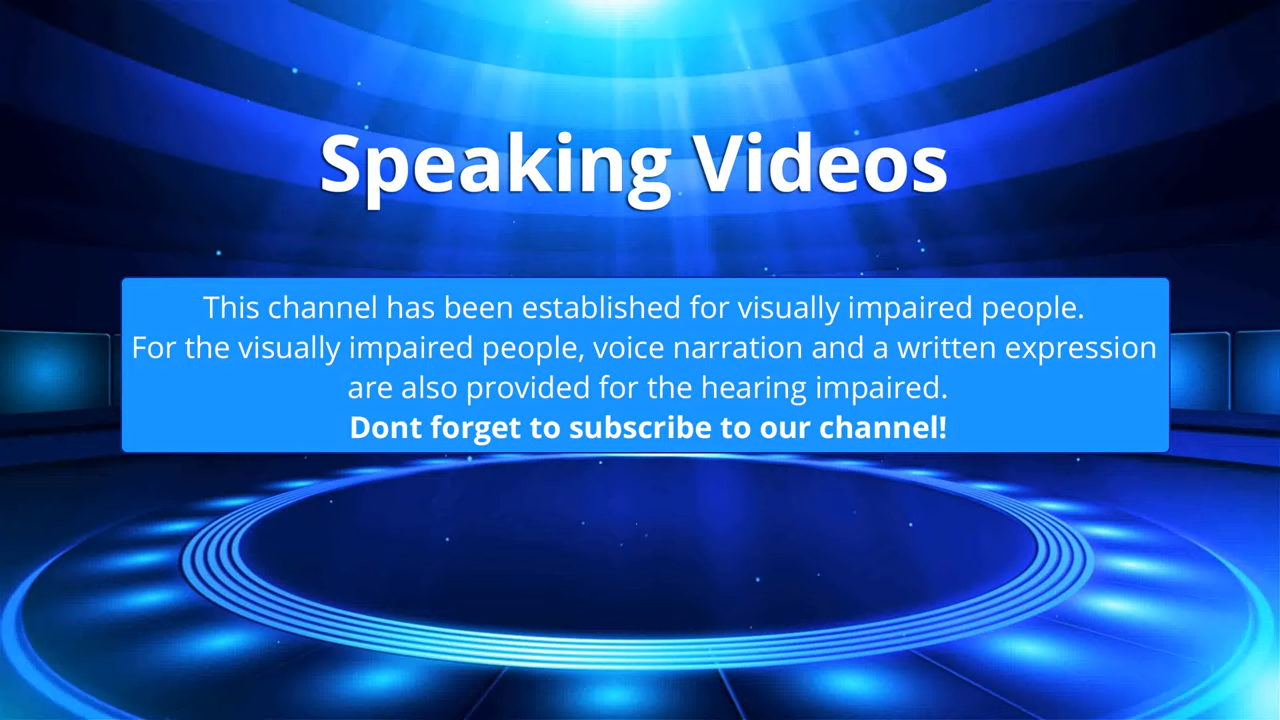 Speaking Videos
This channel has been established for visually impaired people.
For the visually impaired people, voice narration and a written expression
are also provided for the hearing impaired.
Dont forget to subscribe to our channel!